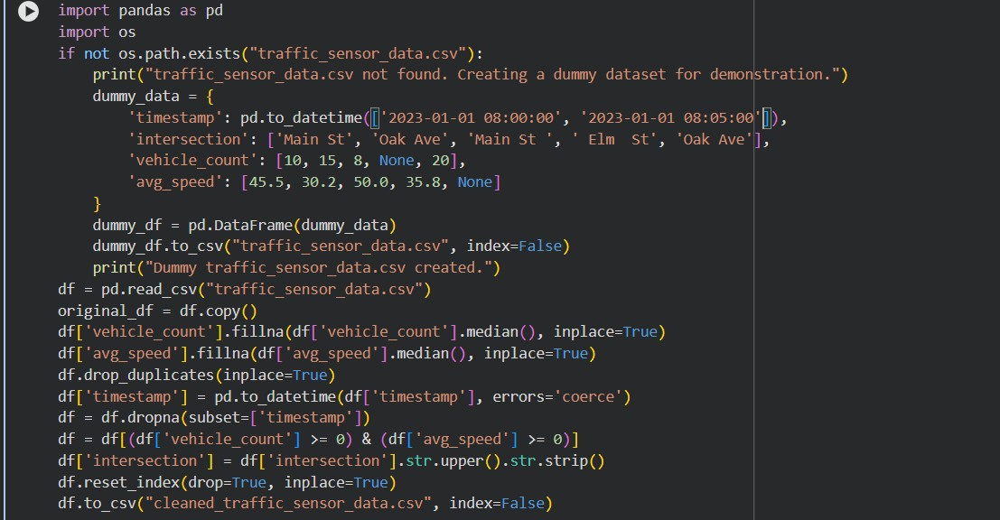 import pandas as pd
import os
if not os.path.exists("traffic_sensor_data.csv"):
    print("traffic_sensor_data.csv not found. Creating a dummy dataset for demonstration.")
    dummy_data = {
        'timestamp': pd.to_datetime(['2023-01-01 08:00:00', '2023-01-01 08:05:00']),
        'intersection': ['Main St', 'Oak Ave', 'Main St ', ' Elm  St', 'Oak Ave'],
        'vehicle_count': [10, 15, 8, None, 20],
        'avg_speed': [45.5, 30.2, 50.0, 35.8, None]
    }
    dummy_df = pd.DataFrame(dummy_data)
    dummy_df.to_csv("traffic_sensor_data.csv", index=False)
    print("Dummy traffic_sensor_data.csv created.")
df = pd.read_csv("traffic_sensor_data.csv")
original_df = df.copy()
df['vehicle_count'].fillna(df['vehicle_count'].median(), inplace=True)
df['avg_speed'].fillna(df['avg_speed'].median(), inplace=True)
df.drop_duplicates(inplace=True)
df['timestamp'] = pd.to_datetime(df['timestamp'], errors='coerce')
df = df.dropna(subset=['timestamp'])
df = df[(df['vehicle_count'] >= 0) & (df['avg_speed'] >= 0)]
df['intersection'] = df['intersection'].str.upper().str.strip()
df.reset_index(drop=True, inplace=True)
df.to_csv("cleaned_traffic_sensor_data.csv", index=False)